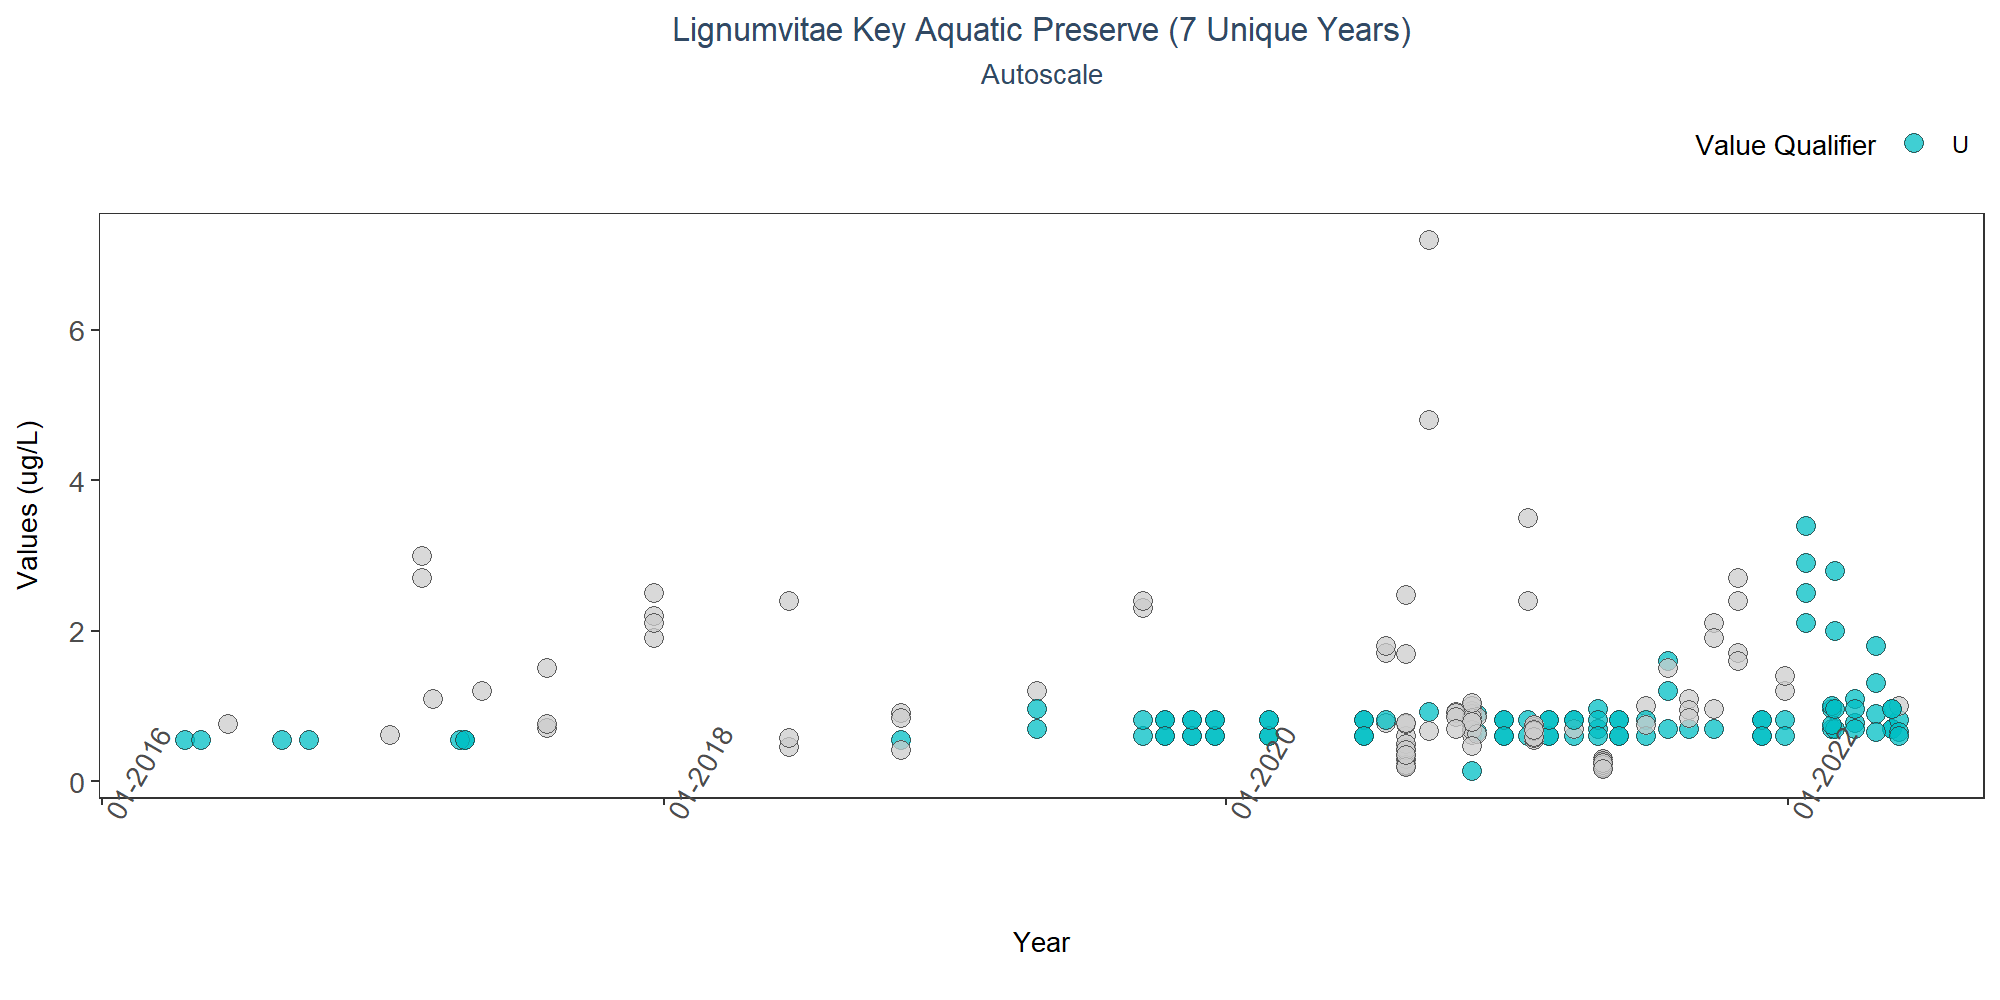 Lignumvitae Key Aquatic Preserve (7 Unique Years)
Autoscale
Value Qualifier U
Values (ug/L)
6
4
2
0
01-2016
01-2018
01-2020
01-2022
Year